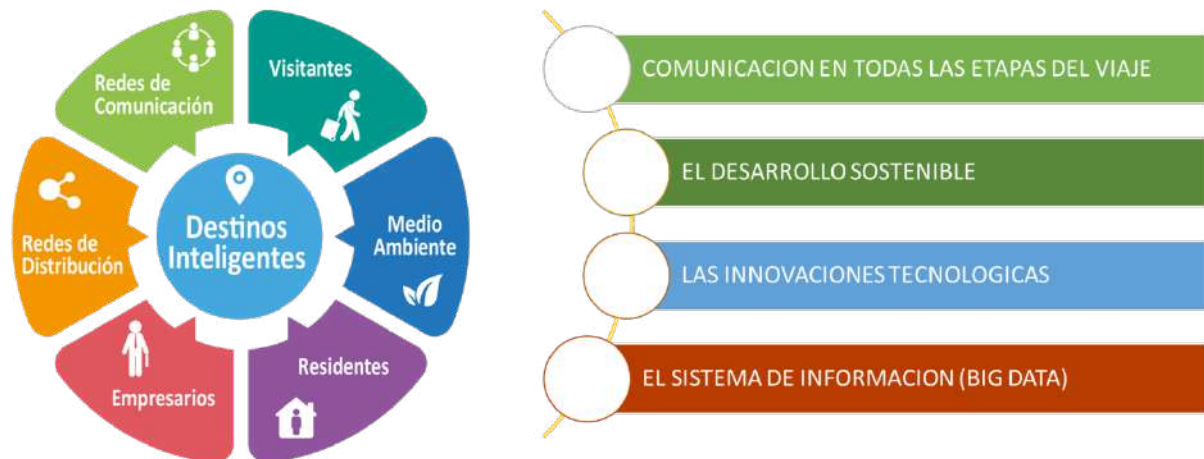 Redes de
Comunicación
Visitantes
Medio
Ambiente
Residentes
Empresarios
Redes de
Distribución
Destinos
Inteligentes
COMUNICACION EN TODAS LAS ETAPAS DEL VIAJE
EL DESARROLLO SOSTENIBLE
LAS INNOVACIONES TECNOLOGICAS
EL SISTEMA DE INFORMACION (BIG DATA)